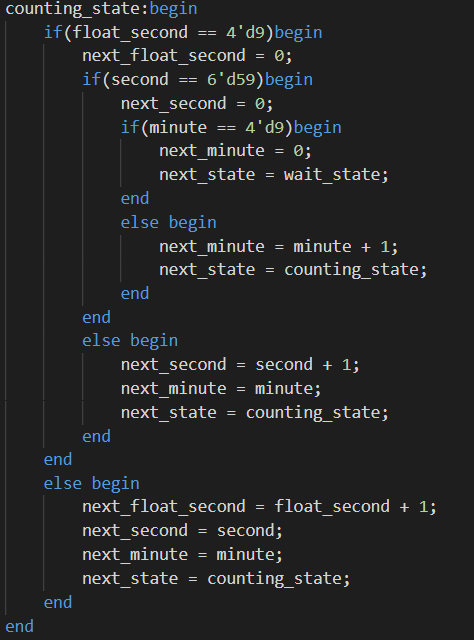 counting_state:begin
    if(float_second == 4'd9)begin
        next_float_second = 0;
        if(second == 6'd59)begin
            next_second = 0;
            if(minute == 4'd9)begin
                next_minute = 0;
                next_state = wait_state;
            end
            else begin
                next_minute = minute + 1;
                next_state = counting_state;
            end
        end
        else begin
            next_second = second + 1;
            next_minute = minute;
            next_state = counting_state;
        end
    end
    else begin
        next_float_second = float_second + 1;
        next_second = second;
        next_minute = minute;
        next_state = counting_state;
    end
end